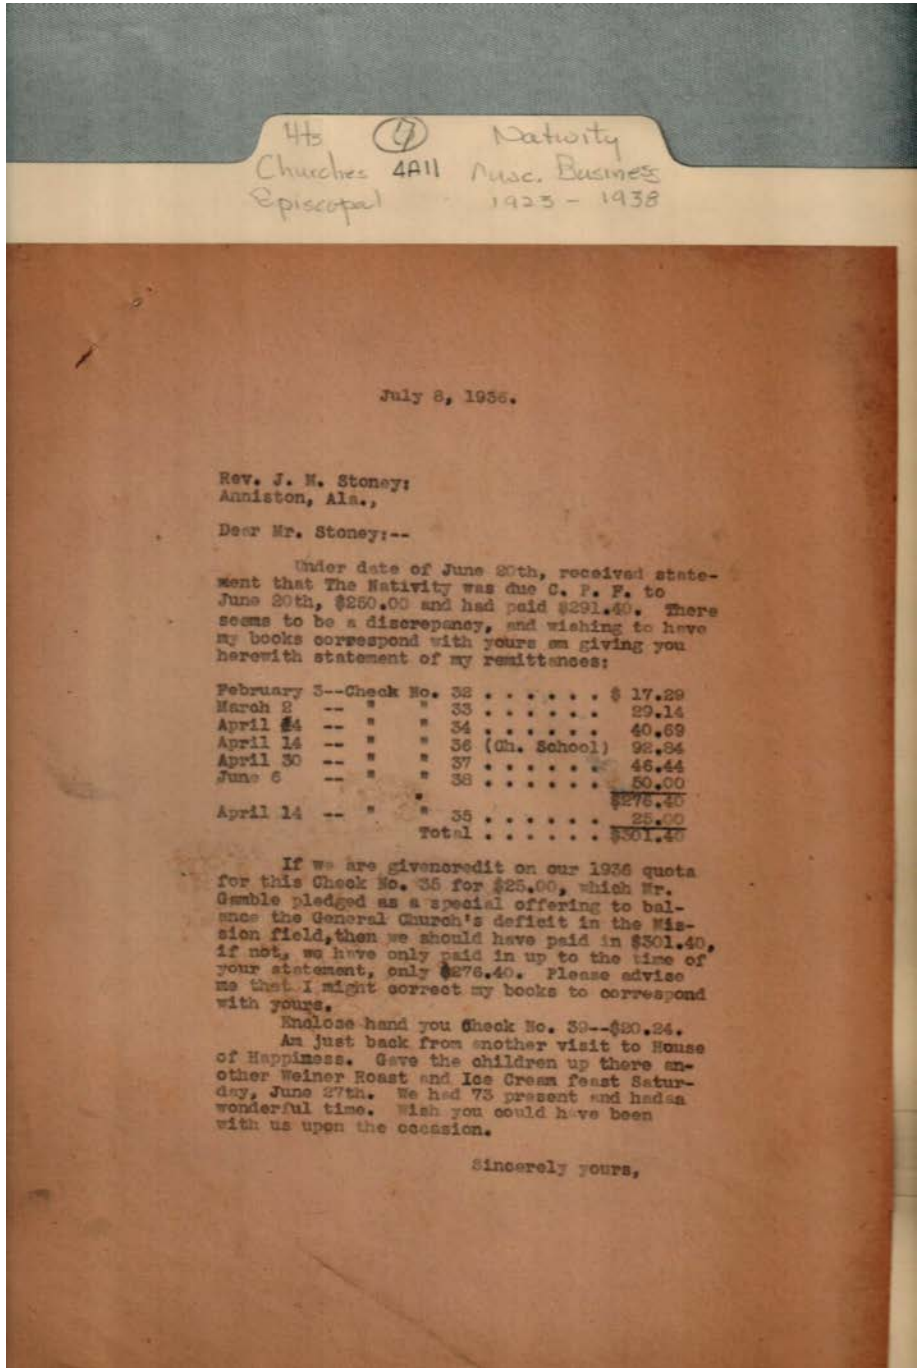 Hts (7) Nativity
Churches 4A11 Misc. Business
Episcopal 1923 - 1938
July 8, 1936.
Rev. J. M. Stoney:
Anniston, Ala.,
Dear Mr. Stoney:--
Under date of June 20th, received state-
ment that The Nativity was due C. P. F. to
June 20th, $250.00 and had paid $291.40. There
seems to be a discrepancy, and wishing to have
my books correspond with yours am giving you
herewith statement of my remittances:
February 3--Check No. 32 . . . . . . $ 17.29
March 2 -- " " 33 . . . . . . 29.14
April 14 -- " " 34 . . . . . . 40.69
April 14 -- " " 36 (Ch. School) 92.84
April 30 -- " " 37 . . . . . . 46.44
June 6 -- " " 38 . . . . . . 50.00
$276.40
April 14 -- " " 35 . . . . . . 25.00
Total . . . . . . $301.40
If we are givencredit on our 1936 quota
for this Check No. 35 for $25.00, which Mr.
Gamble pledged as a special offering to bal-
ance the General Church's deficit in the Mis-
sion field,then we should have paid in $301.40,
if not, we have only paid in up to the time of
your statement, only $276.40. Please advise
me that I might correct my books to correspond
with yours.
Enclose hand you Check No. 39--$20.24.
Am just back from another visit to House
of Happiness. Gave the children up there an-
other Weiner Roast and Ice Cream feast Satur-
day, June 27th. We had 73 present and hadaa
wonderful time. Wish you could have been
with us upon the occasion.
Sincerely yours,